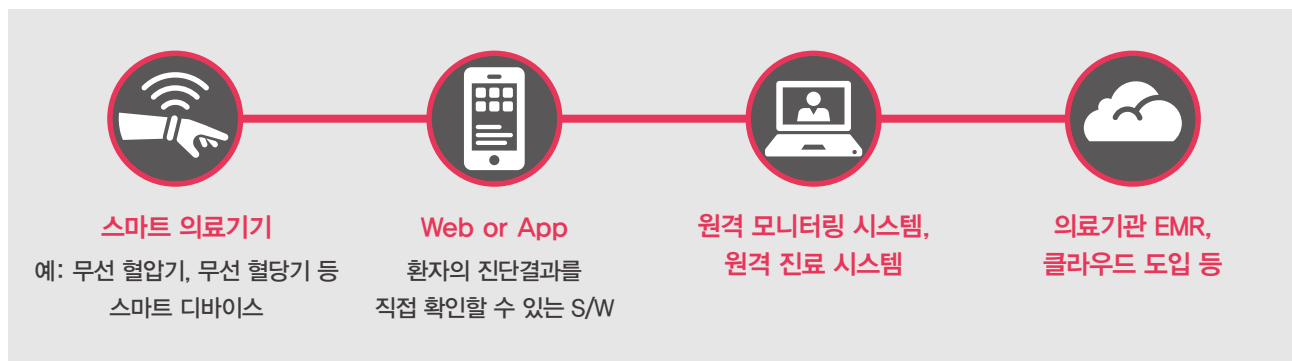 스마트 의료기기
예: 무선 혈압기, 무선 혈당기 등
스마트 디바이스
Web or App
환자의 진단결과를
직접 확인할 수 있는 S/W
원격 모니터링 시스템,
원격 진료 시스템
의료기관 EMR,
클라우드 도입 등